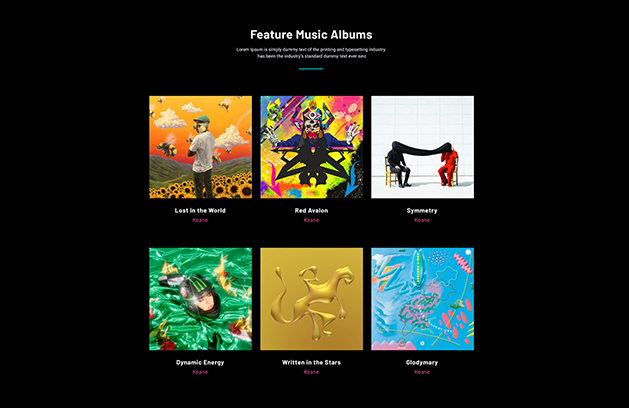 Feature Music Albums
Lorem Ipsum is simply dummy text of the printing and typesetting industry
has been the industry's standard dummy text ever sinc
Lost in the World
Red Avalon
Symmetry
Keane
Keane
Keane
Dynamic Energy
Written in the Stars
Glodymary
Keane
Keane
Keane